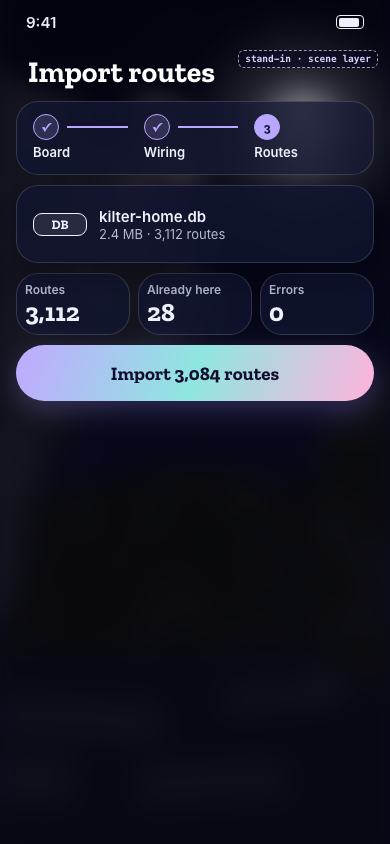 9:41
stand-in · scene layer
Import routes
✓ ✓ 3
Board Wiring Routes
DB
kilter-home.db
2.4 MB · 3,112 routes
Routes Already here Errors
3,112 28 0
Import 3,084 routes